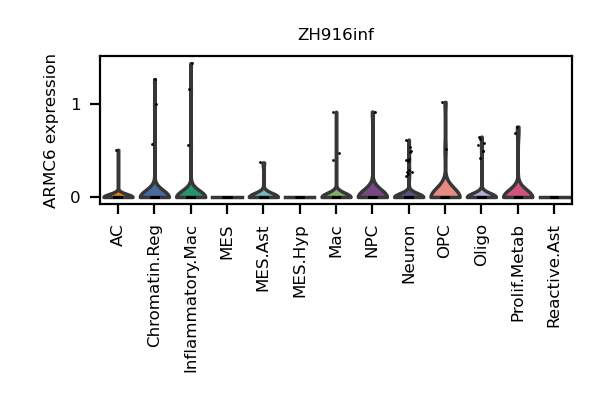 ZH916inf
ARMC6 expression
1
0
AC
Chromatin.Reg
Inflammatory.Mac
MES
MES.Ast
MES.Hyp
Mac
NPC
Neuron
OPC
Oligo
Prolif.Metab
Reactive.Ast